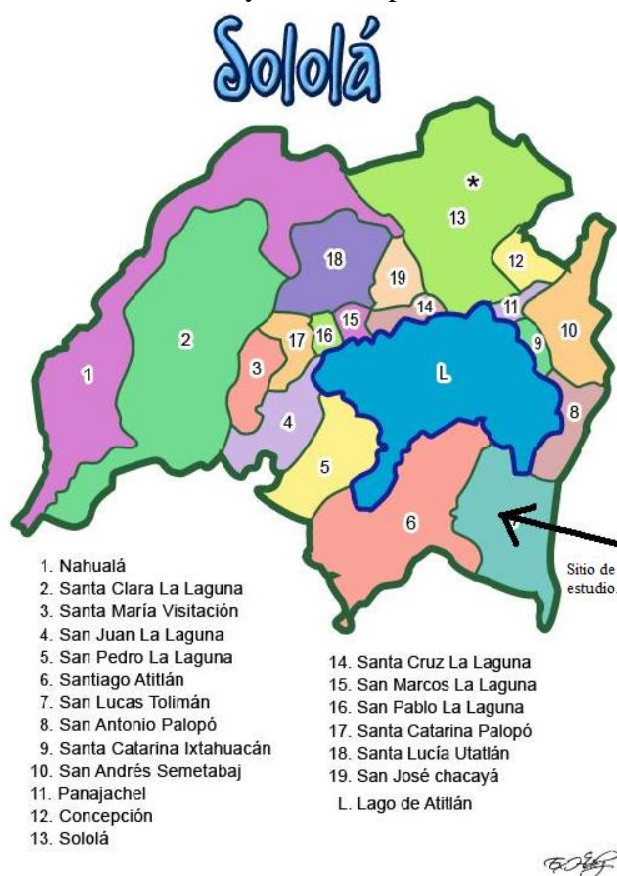 Sololá
*
13
12
18
19
11
14
10
15
16
17
9
2
3
L
1
4
8
5
6
Sitio de
estudio.
1. Nahualá
2. Santa Clara La Laguna
3. Santa María Visitación
4. San Juan La Laguna
5. San Pedro La Laguna
6. Santiago Atitlán
7. San Lucas Tolimán
8. San Antonio Palopó
9. Santa Catarina Ixtahuacán
10. San Andrés Semetabaj
11. Panajachel
12. Concepción
13. Sololá
14. Santa Cruz La Laguna
15. San Marcos La Laguna
16. San Pablo La Laguna
17. Santa Catarina Palopó
18. Santa Lucía Utatlán
19. San José chacayá
L. Lago de Atitlán